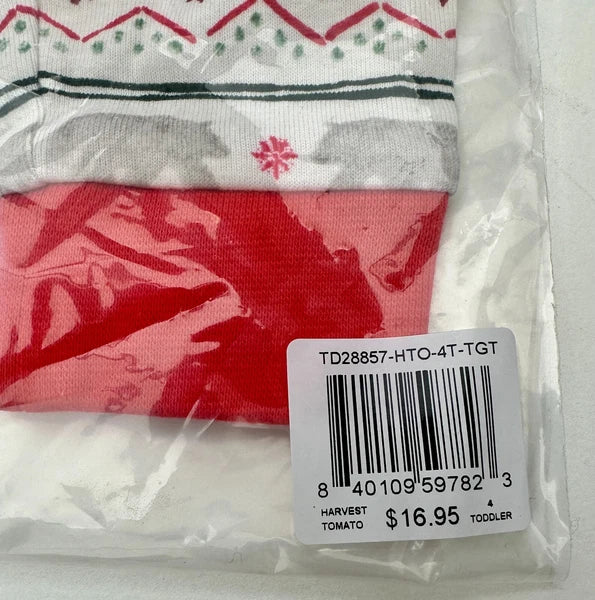 TD28857-HTO-4T-TGT
8 40109 59782 3
HARVEST TOMATO $16.95 4 TODDLER